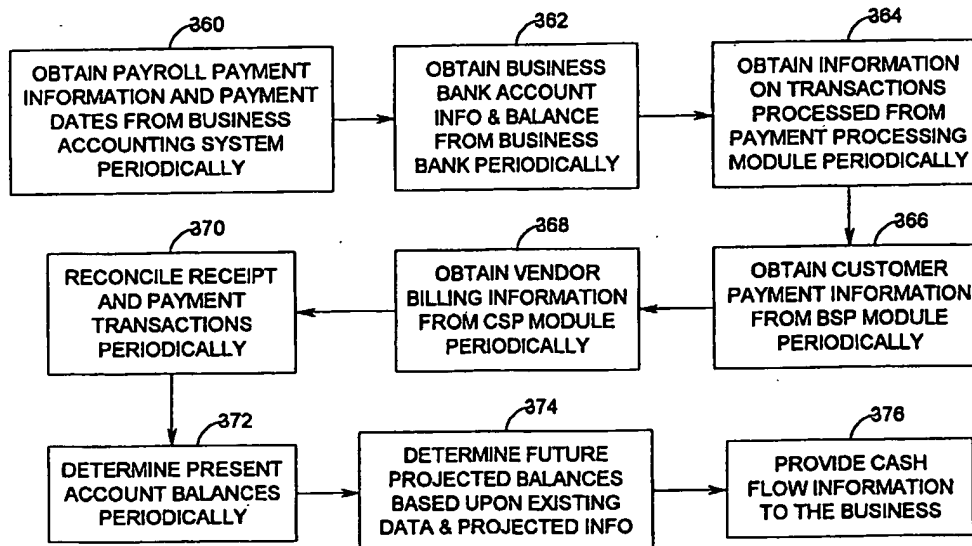 360
OBTAIN PAYROLL PAYMENT
INFORMATION AND PAYMENT
DATES FROM BUSINESS
ACCOUNTING SYSTEM
PERIODICALLY
362
OBTAIN BUSINESS
BANK ACCOUNT
INFO & BALANCE
FROM BUSINESS
BANK PERIODICALLY
364
OBTAIN INFORMATION
ON TRANSACTIONS
PROCESSED FROM
PAYMENT PROCESSING
MODULE PERIODICALLY
366
OBTAIN CUSTOMER
PAYMENT INFORMATION
FROM BSP MODULE
PERIODICALLY
368
OBTAIN VENDOR
BILLING INFORMATION
FROM CSP MODULE
PERIODICALLY
370
RECONCILE RECEIPT
AND PAYMENT
TRANSACTIONS
PERIODICALLY
372
DETERMINE PRESENT
ACCOUNT BALANCES
PERIODICALLY
374
DETERMINE FUTURE
PROJECTED BALANCES
BASED UPON EXISTING
DATA & PROJECTED INFO
376
PROVIDE CASH
FLOW INFORMATION
TO THE BUSINESS